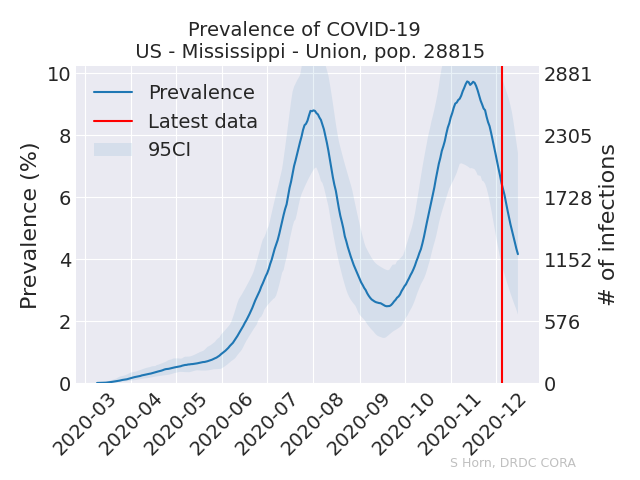 Prevalence of COVID-19
US - Mississippi - Union, pop. 28815
Prevalence
Latest data
95CI
Prevalence (%)
10
8
6
4
2
0
2881
2305
1728
1152
576
0
# of infections
2020-03
2020-04
2020-05
2020-06
2020-07
2020-08
2020-09
2020-10
2020-11
2020-12
S Horn, DRDC CORA